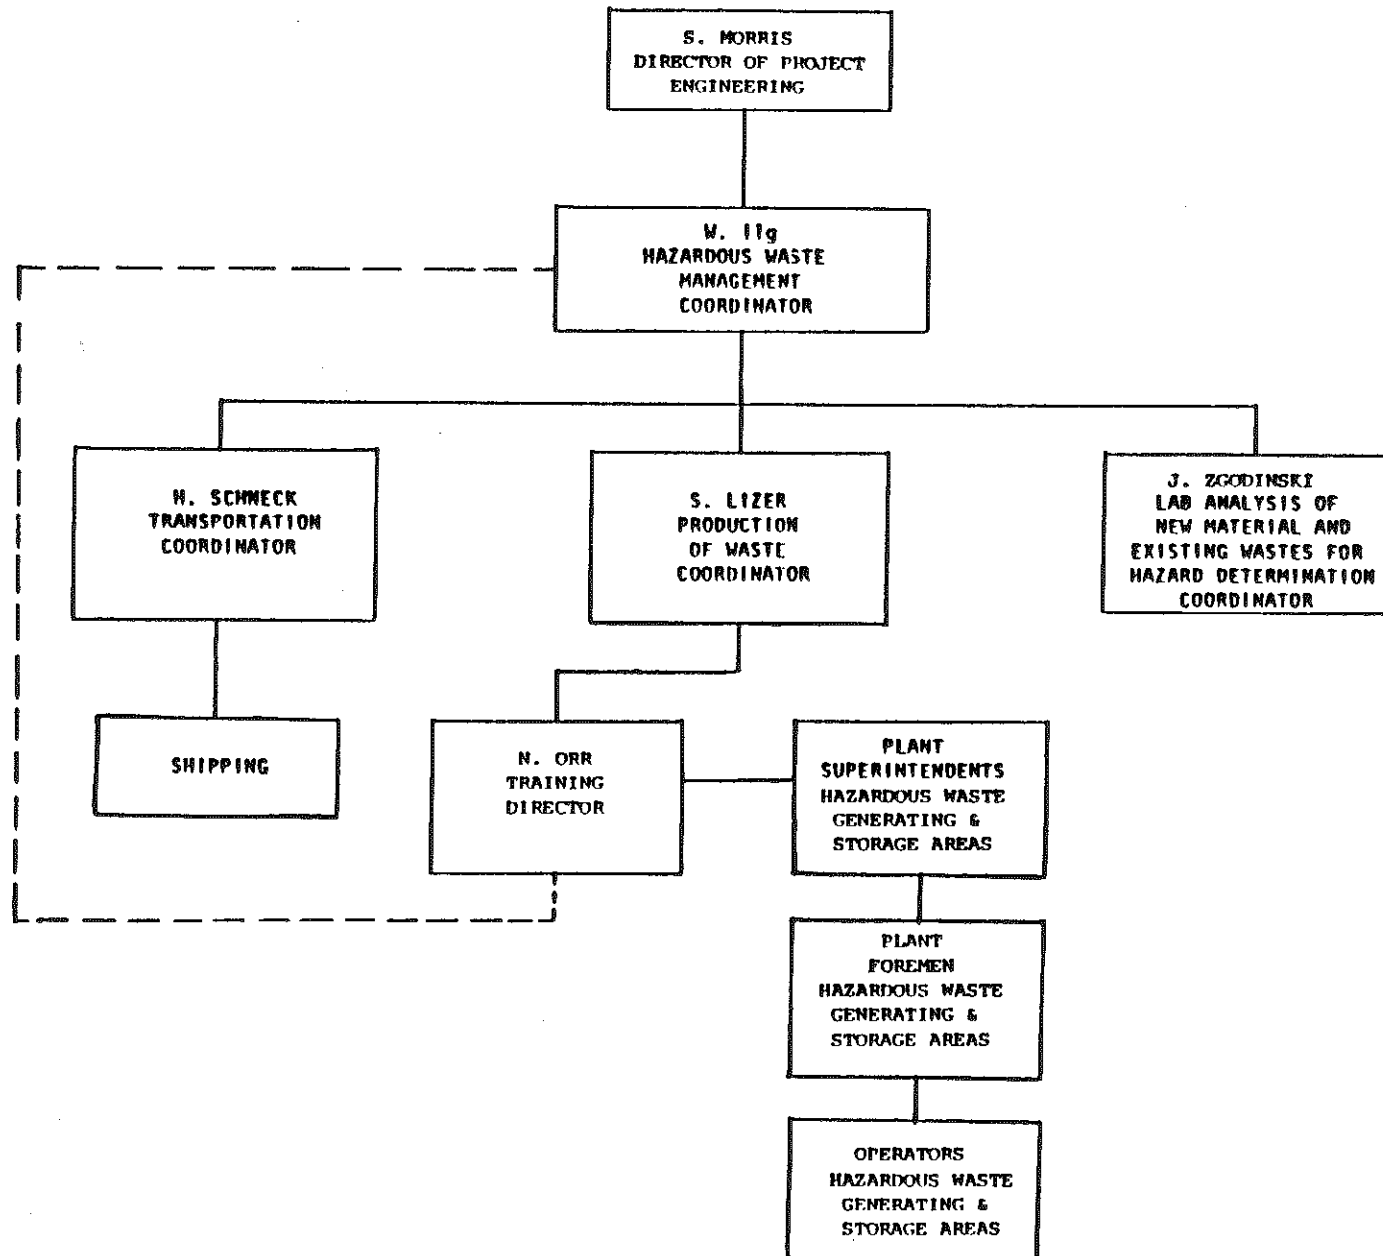 S. MORRIS
DIRECTOR OF PROJECT
ENGINEERING
W. Ilg
HAZARDOUS WASTE
MANAGEMENT
COORDINATOR
H. SCHNECK
TRANSPORTATION
COORDINATOR
S. LIZER
PRODUCTION
OF WASTE
COORDINATOR
J. ZGODINSKI
LAB ANALYSIS OF
NEW MATERIAL AND
EXISTING WASTES FOR
HAZARD DETERMINATION
COORDINATOR
SHIPPING
N. ORR
TRAINING
DIRECTOR
PLANT
SUPERINTENDENTS
HAZARDOUS WASTE
GENERATING &
STORAGE AREAS
PLANT
FOREMEN
HAZARDOUS WASTE
GENERATING &
STORAGE AREAS
OPERATORS
HAZARDOUS WASTE
GENERATING &
STORAGE AREAS